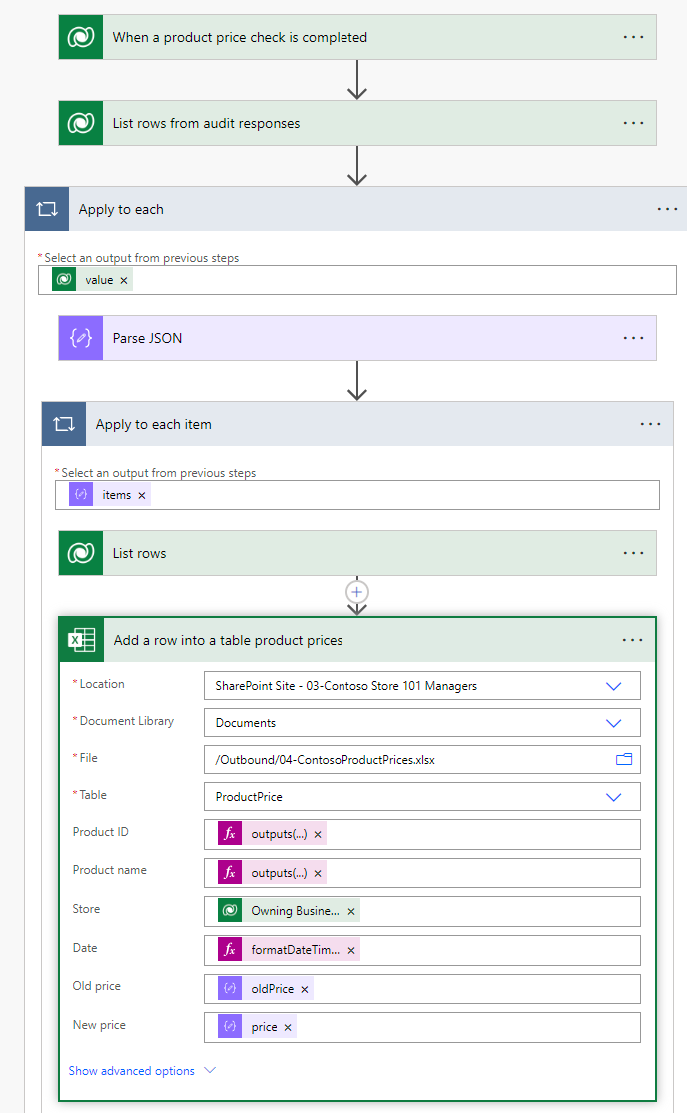 When a product price check is completed
List rows from audit responses
Apply to each
* Select an output from previous steps
value ×
Parse JSON
Apply to each item
* Select an output from previous steps
items ×
List rows
Add a row into a table product prices
* Location
SharePoint Site - 03-Contoso Store 101 Managers
* Document Library
Documents
* File
/Outbound/04-ContosoProductPrices.xlsx
* Table
ProductPrice
Product ID
fx outputs(...) ×
Product name
fx outputs(...) ×
Store
Owning Busine... ×
Date
fx formatDateTim... ×
Old price
oldPrice ×
New price
price ×
Show advanced options